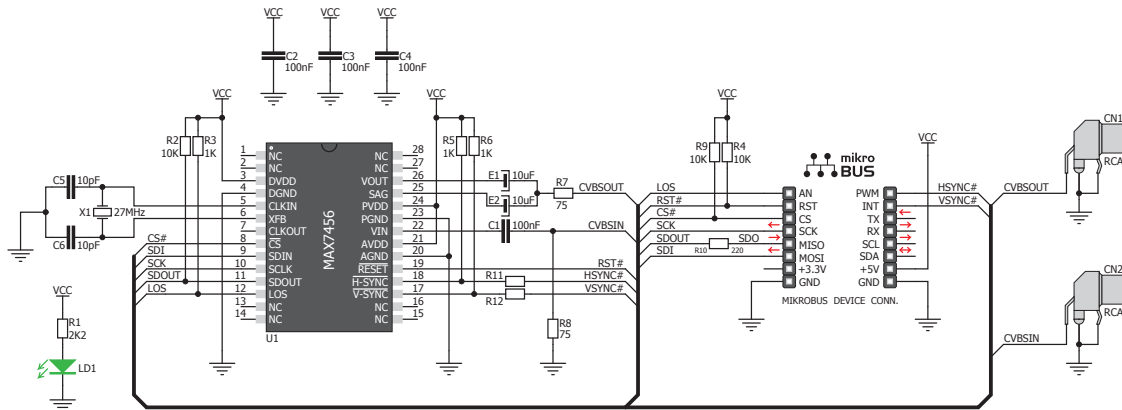 VCC VCC VCC
C2 100nF C3 100nF C4 100nF
VCC VCC VCC
R2 10K R3 1K
R5 1K R6 1K
R9 10K R4 10K
1 NC NC 28
2 NC NC 27
3 DVDD VOUT 26
4 DGND SAG 25
5 CLKIN PVDD 24
6 XFB PGND 23
7 CLKOUT VIN 22
8 CS AVDD 21
9 SDIN AGND 20
10 SCLK RESET 19
11 SDOUT H-SYNC 18
12 LOS V-SYNC 17
13 NC NC 16
14 NC NC 15
MAX7456
U1
C5 10pF
X1 27MHz
C6 10pF
CS#
SDI
SCK
SDOUT
LOS
VCC
R1
2K2
LD1
E1 10uF
E2 10uF
C1 100nF
R7
75
CVBSOUT
CVBSIN
RST#
R11 HSYNC#
R12 VSYNC#
R8
75
mikro
BUS
LOS AN PWM HSYNC#
RST# RST INT VSYNC#
CS# CS TX
SCK SCK RX
SDOUT R10 220 SDO MISO SCL
SDI MOSI SDA
+3.3V +5V
GND GND
MIKROBUS DEVICE CONN.
VCC
CVBSOUT
CN1
RCA
CN2
RCA
CVBSIN